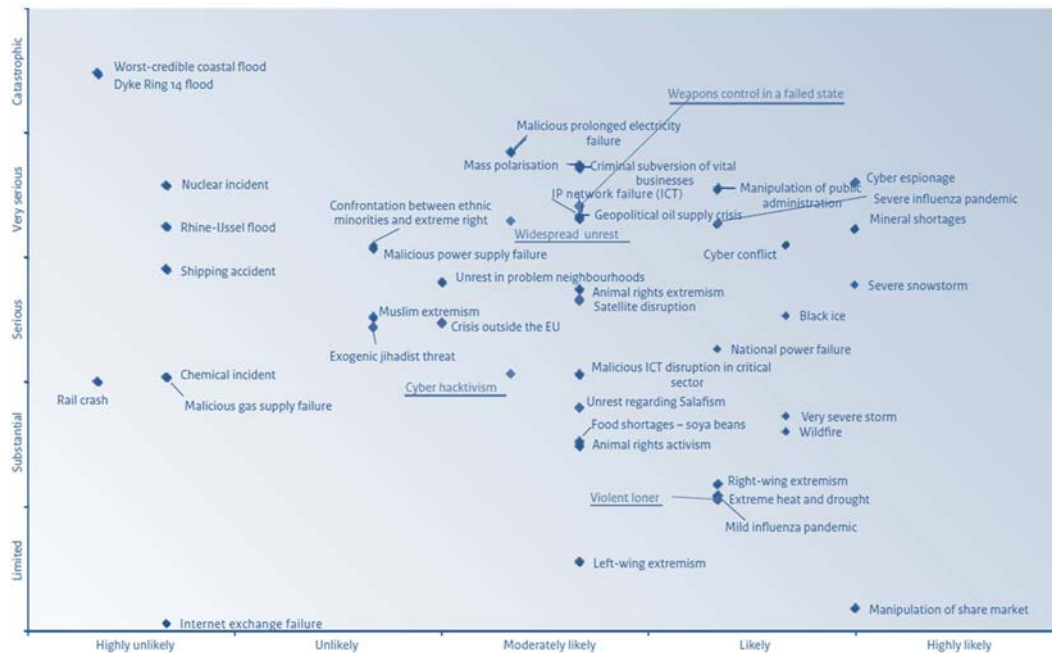 Catastrophic
Very serious
Serious
Substantial
Limited
Worst-credible coastal flood
Dyke Ring 14 flood
Weapons control in a failed state
Malicious prolonged electricity
failure
Mass polarisation
Criminal subversion of vital
businesses
Nuclear incident
IP network failure (ICT)
Manipulation of public
administration
Cyber espionage
Severe influenza pandemic
Confrontation between ethnic
minorities and extreme right
Geopolitical oil supply crisis
Mineral shortages
Rhine-IJssel flood
Widespread unrest
Malicious power supply failure
Cyber conflict
Shipping accident
Unrest in problem neighbourhoods
Animal rights extremism
Satellite disruption
Severe snowstorm
Muslim extremism
Crisis outside the EU
Black ice
Exogenic jihadist threat
National power failure
Chemical incident
Malicious ICT disruption in critical
sector
Cyber hacktivism
Rail crash
Malicious gas supply failure
Unrest regarding Salafism
Very severe storm
Food shortages – soya beans
Wildfire
Animal rights activism
Right-wing extremism
Violent loner
Extreme heat and drought
Mild influenza pandemic
Left-wing extremism
Manipulation of share market
Internet exchange failure
Highly unlikely
Unlikely
Moderately likely
Likely
Highly likely